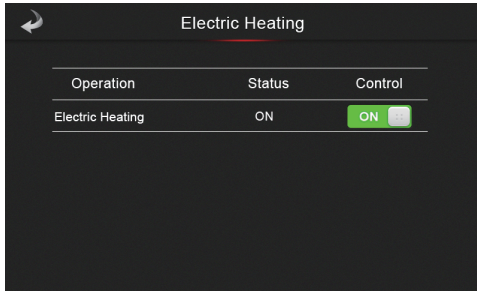 Electric Heating
Operation Status Control
Electric Heating ON ON